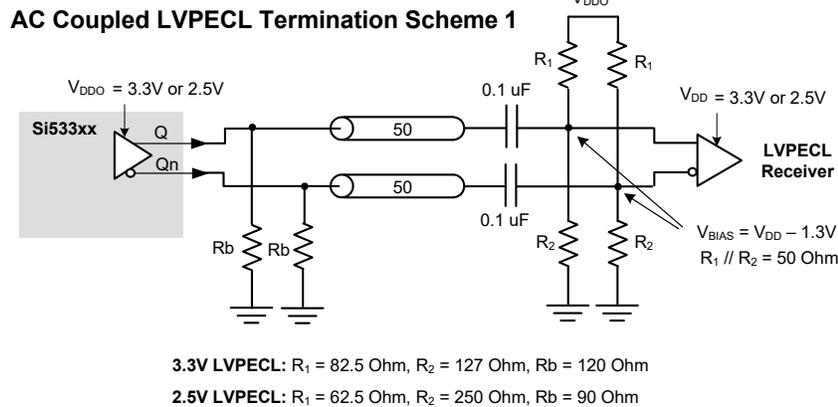 AC Coupled LVPECL Termination Scheme 1
VDDO
R1
R1
VDDO = 3.3V or 2.5V
0.1 uF
VDD = 3.3V or 2.5V
Si533xx
Q
50
LVPECL
Receiver
Qn
50
0.1 uF
Rb
Rb
R2
R2
VBIAS = VDD – 1.3V
R1 // R2 = 50 Ohm
3.3V LVPECL: R1 = 82.5 Ohm, R2 = 127 Ohm, Rb = 120 Ohm
2.5V LVPECL: R1 = 62.5 Ohm, R2 = 250 Ohm, Rb = 90 Ohm